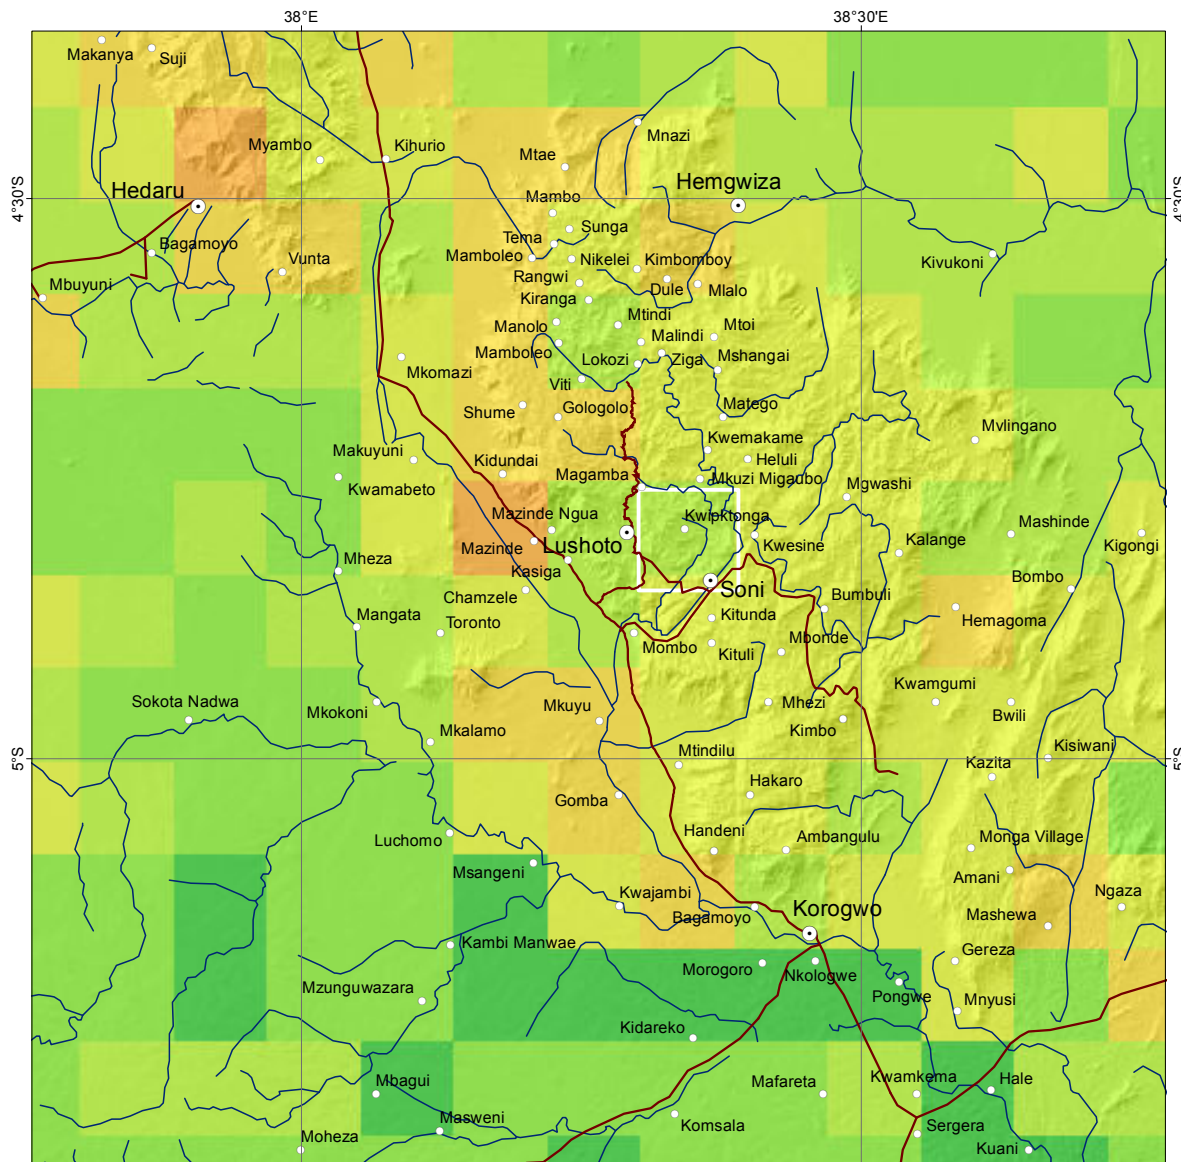 38°E
38°30'E
Makanya
Suji
Mnazi
Myambo
Kihurio
Mtae
Hedaru
Hemgwiza
4°30'S
4°30'S
Mambo
Sunga
Tema
Bagamoyo
Mamboleo
Nikelei
Kimbomboy
Vunta
Kivukoni
Rangwi
Dule
Mlalo
Mbuyuni
Kiranga
Mtindi
Manolo
Malindi
Mtoi
Mamboleo
Lokozi
Ziga
Mshangai
Mkomazi
Viti
Shume
Gologolo
Matego
Mvlingano
Kwemakame
Makuyuni
Kidundai
Heluli
Magamba
Mkuzi Migaobo
Kwamabeto
Mgwashi
Mazinde Ngua
Kwipktonga
Mashinde
Mazinde
Lushoto
Kwesine
Kalange
Kigongi
Mheza
Kasiga
Bombo
Chamzele
Soni
Bumbuli
Mangata
Toronto
Kitunda
Hemagoma
Mombo
Kituli
Mbonde
Sokota Nadwa
Mkokoni
Mkuyu
Mhezi
Kwamgumi
Bwili
Mkalamo
Kimbo
Mtindilu
Kisiwani
5°S
5°S
Kazita
Gomba
Hakaro
Luchomo
Handeni
Ambangulu
Monga Village
Msangeni
Amani
Kwajambi
Ngaza
Bagamoyo
Korogwo
Mashewa
Kambi Manwae
Gereza
Morogoro
Nkologwe
Mzunguwazara
Pongwe
Mnyusi
Kidareko
Mbagui
Mafareta
Kwamkema
Hale
Masweni
Komsala
Sergera
Moheza
Kuani